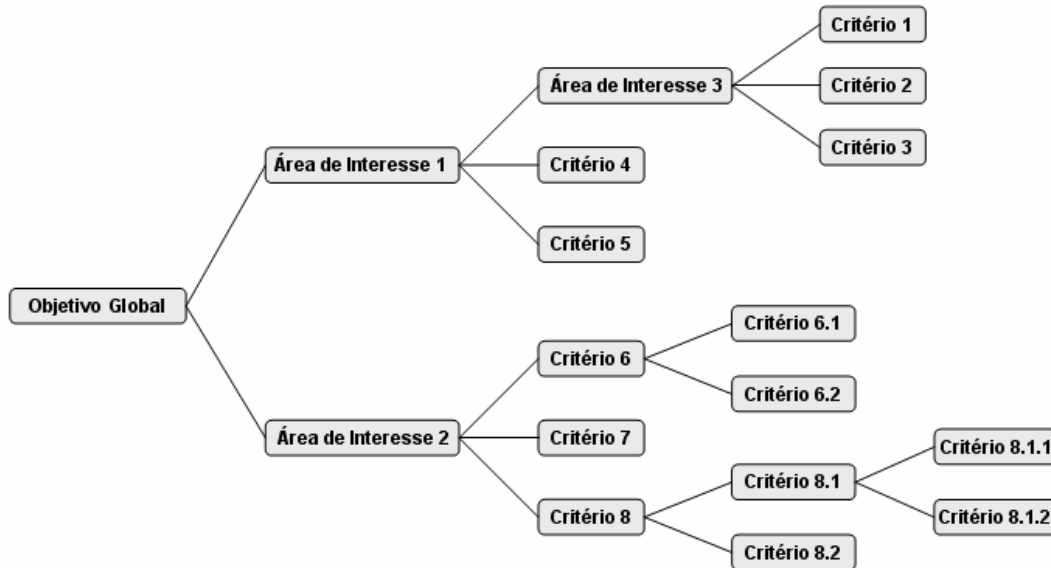 Critério 1
Área de Interesse 3
Critério 2
Critério 3
Área de Interesse 1
Critério 4
Critério 5
Objetivo Global
Critério 6.1
Critério 6
Critério 6.2
Área de Interesse 2
Critério 7
Critério 8.1.1
Critério 8.1
Critério 8
Critério 8.1.2
Critério 8.2